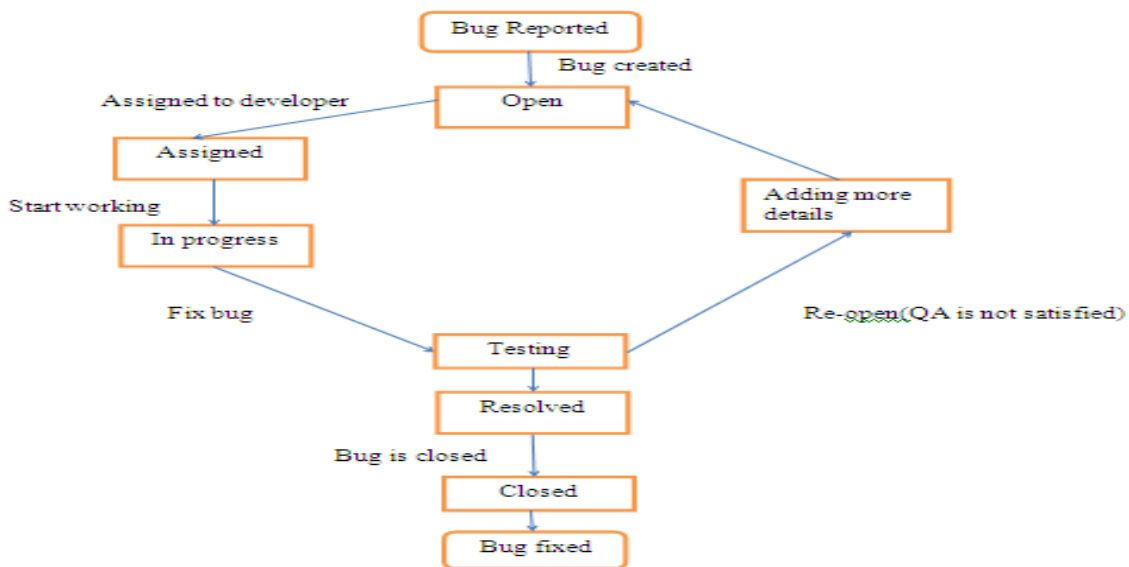 Bug Reported
Bug created
Open
Assigned to developer
Assigned
Start working
In progress
Adding more
details
Fix bug
Re-open(QA is not satisfied)
Testing
Resolved
Bug is closed
Closed
Bug fixed